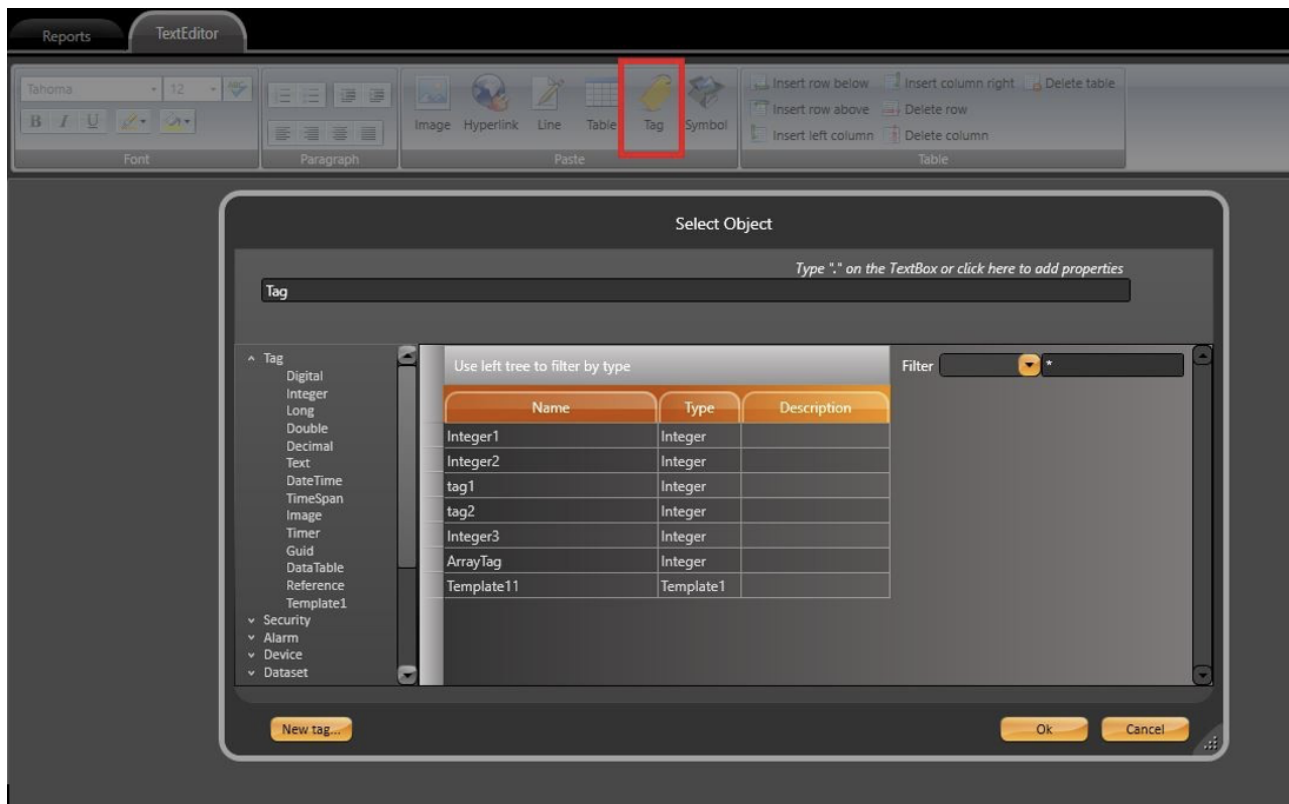 Reports TextEditor
Tahoma 12
B I U
Font
Paragraph
Image Hyperlink Line Table Tag Symbol
Paste
Insert row below Insert column right Delete table
Insert row above Delete row
Insert left column Delete column
Table
Select Object
Type "." on the TextBox or click here to add properties
Tag
Tag
Digital
Integer
Long
Double
Decimal
Text
DateTime
TimeSpan
Image
Timer
Guid
DataTable
Reference
Template1
Security
Alarm
Device
Dataset
Use left tree to filter by type
Name Type Description
Integer1 Integer
Integer2 Integer
tag1 Integer
tag2 Integer
Integer3 Integer
ArrayTag Integer
Template11 Template1
Filter *
New tag... Ok Cancel